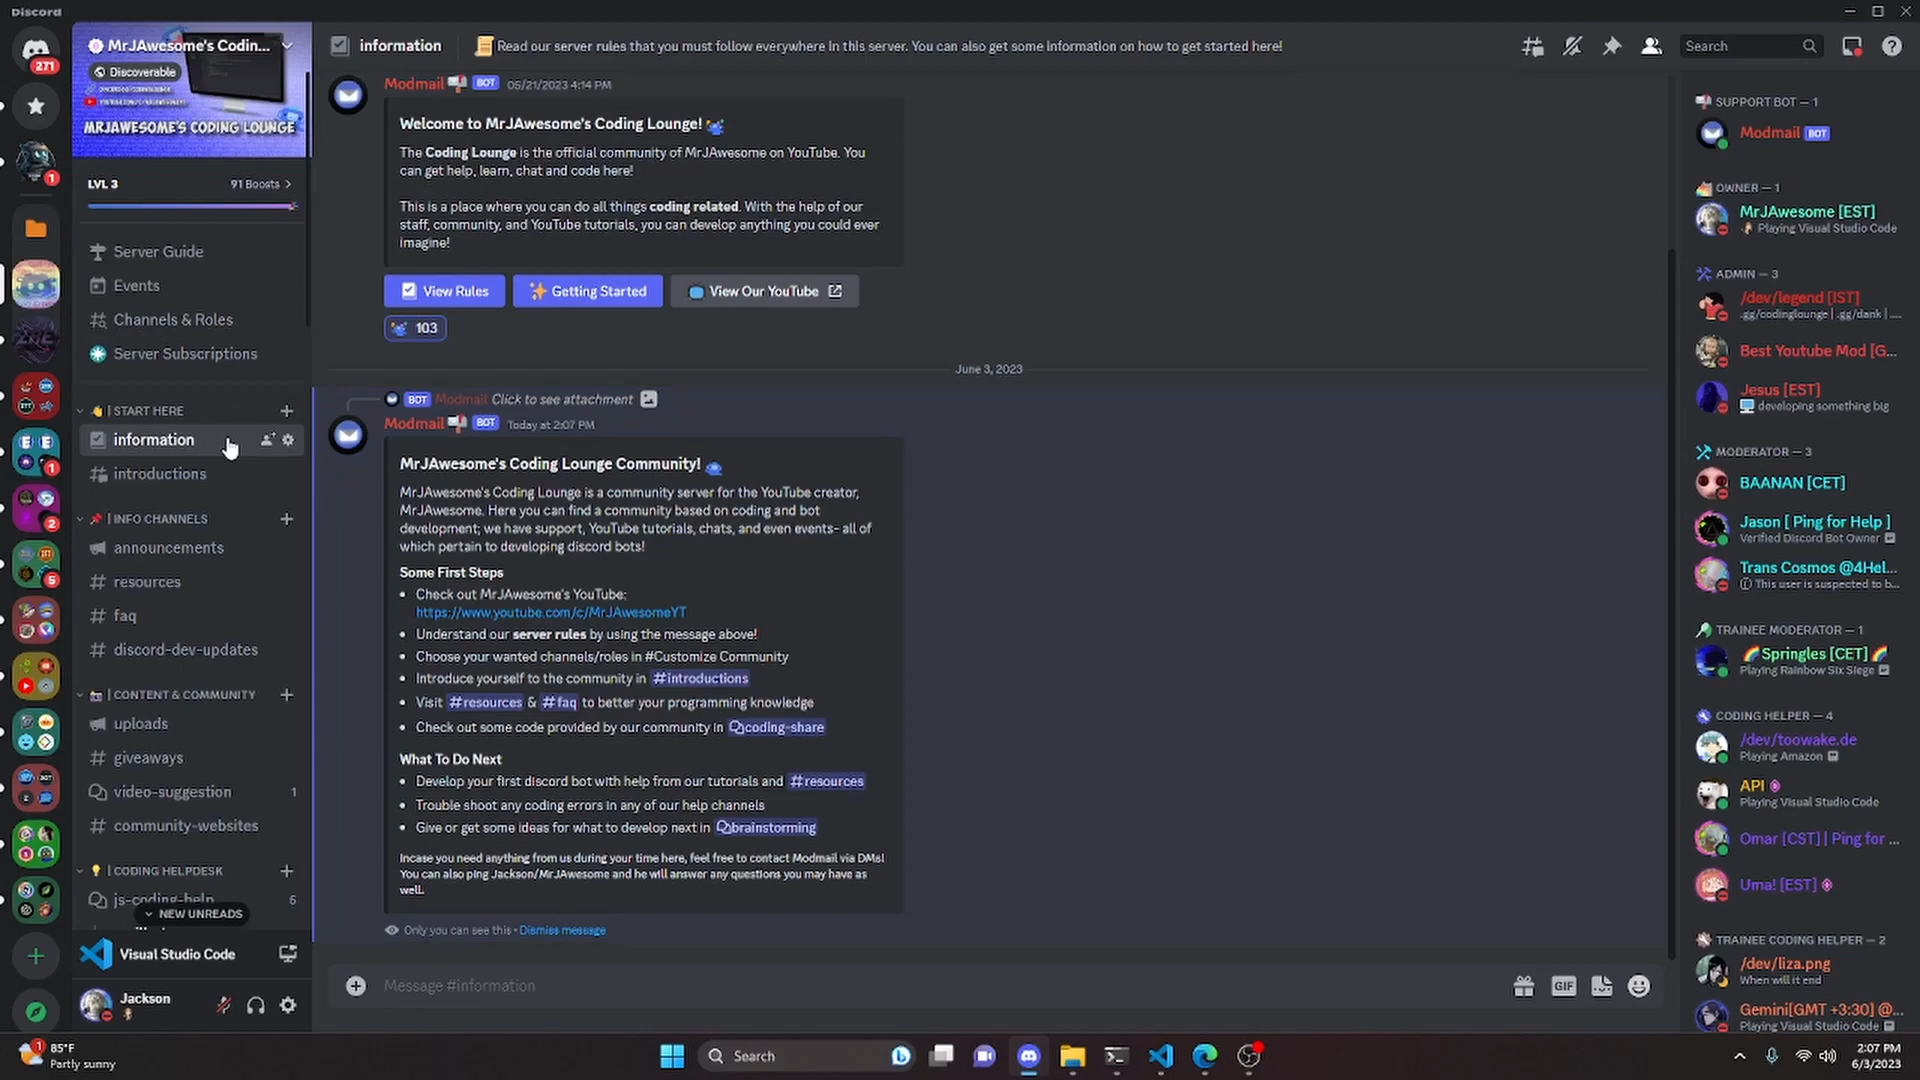 Discord
271
1
1
2
5
MrJAwesome's Codin...
Discoverable
MRJAWESOME'S CODING LOUNGE
LVL 3
91 Boosts
Server Guide
Events
Channels & Roles
Server Subscriptions
| START HERE
information
introductions
| INFO CHANNELS
announcements
resources
faq
discord-dev-updates
| CONTENT & COMMUNITY
uploads
giveaways
video-suggestion 1
community-websites
| CODING HELPDESK
js-coding-help 5
NEW UNREADS
Visual Studio Code
Jackson
information
Read our server rules that you must follow everywhere in this server. You can also get some information on how to get started here!
Search
Modmail BOT 05/21/2023 4:14 PM
Welcome to MrJAwesome's Coding Lounge!
The Coding Lounge is the official community of MrJAwesome on YouTube. You
can get help, learn, chat and code here!
This is a place where you can do all things coding related. With the help of our
staff, community, and YouTube tutorials, you can develop anything you could ever
imagine!
View Rules
Getting Started
View Our YouTube
103
June 3, 2023
BOT Modmail Click to see attachment
Modmail BOT Today at 2:07 PM
MrJAwesome's Coding Lounge Community!
MrJAwesome's Coding Lounge is a community server for the YouTube creator,
MrJAwesome. Here you can find a community based on coding and bot
development; we have support, YouTube tutorials, chats, and even events- all of
which pertain to developing discord bots!
Some First Steps
• Check out MrJAwesome's YouTube:
https://www.youtube.com/c/MrJAwesomeYT
• Understand our server rules by using the message above!
• Choose your wanted channels/roles in #Customize Community
• Introduce yourself to the community in #introductions
• Visit #resources & #faq to better your programming knowledge
• Check out some code provided by our community in coding-share
What To Do Next
• Develop your first discord bot with help from our tutorials and #resources
• Trouble shoot any coding errors in any of our help channels
• Give or get some ideas for what to develop next in brainstorming
Incase you need anything from us during your time here, feel free to contact Modmail via DMs!
You can also ping Jackson/MrJAwesome and he will answer any questions you may have as
well.
Only you can see this • Dismiss message
Message #information
GIF
SUPPORT BOT — 1
Modmail BOT
OWNER — 1
MrJAwesome [EST]
Playing Visual Studio Code
ADMIN — 3
/dev/legend [IST]
.gg/codinglounge | .gg/dank | ....
Best Youtube Mod [G...
Jesus [EST]
developing something big
MODERATOR — 3
BAANAN [CET]
Jason [ Ping for Help ]
Verified Discord Bot Owner
Trans Cosmos @4Hel...
This user is suspected to b...
TRAINEE MODERATOR — 1
Springles [CET]
Playing Rainbow Six Siege
CODING HELPER — 4
/dev/toowake.de
Playing Amazon
API
Playing Visual Studio Code
Omar [CST] | Ping for ...
Uma! [EST]
TRAINEE CODING HELPER — 2
/dev/liza.png
When will it end
Gemini[GMT +3:30] @...
Playing Visual Studio Code
1
85°F
Partly sunny
Search
2:07 PM
6/3/2023